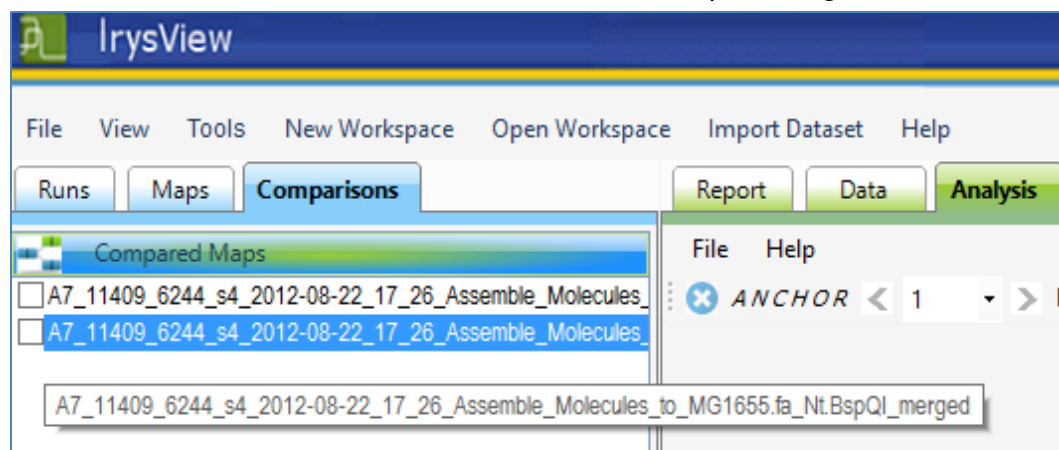 IrysView
File View Tools New Workspace Open Workspace Import Dataset Help
Runs Maps Comparisons Report Data Analysis
Compared Maps File Help
A7_11409_6244_s4_2012-08-22_17_26_Assemble_Molecules_ ANCHOR < 1 >
A7_11409_6244_s4_2012-08-22_17_26_Assemble_Molecules_
A7_11409_6244_s4_2012-08-22_17_26_Assemble_Molecules_to_MG1655.fa_Nt.BspQI_merged